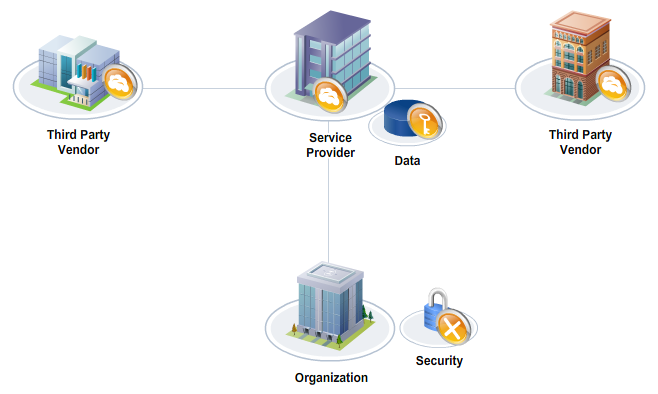 Third Party
Vendor
Service
Provider
Data
Third Party
Vendor
Organization
Security